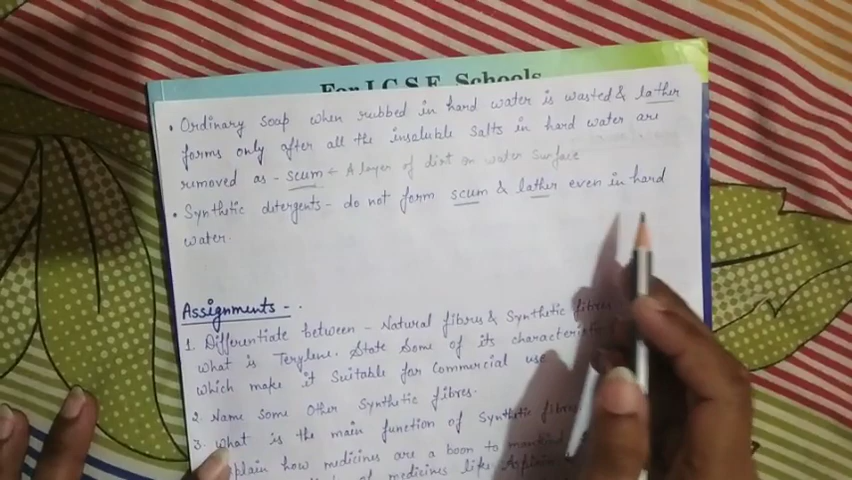 For I.C.S.E. Schools
• Ordinary soap when rubbed in hard water is wasted & lather
forms only after all the insoluble salts in hard water are
removed as - scum ← A layer of dirt on water surface
• Synthetic detergents - do not form scum & lather even in hard
water.
Assignments -.
1. Differentiate between - Natural fibres & Synthetic fibres
what is Terylene. State Some of its characteristic
which make it suitable for commercial use
2. Name some Other Synthetic fibres.
3. What is the main function of Synthetic fibres
plain how medicines are a boon to mankind
of medicines like Aspirin